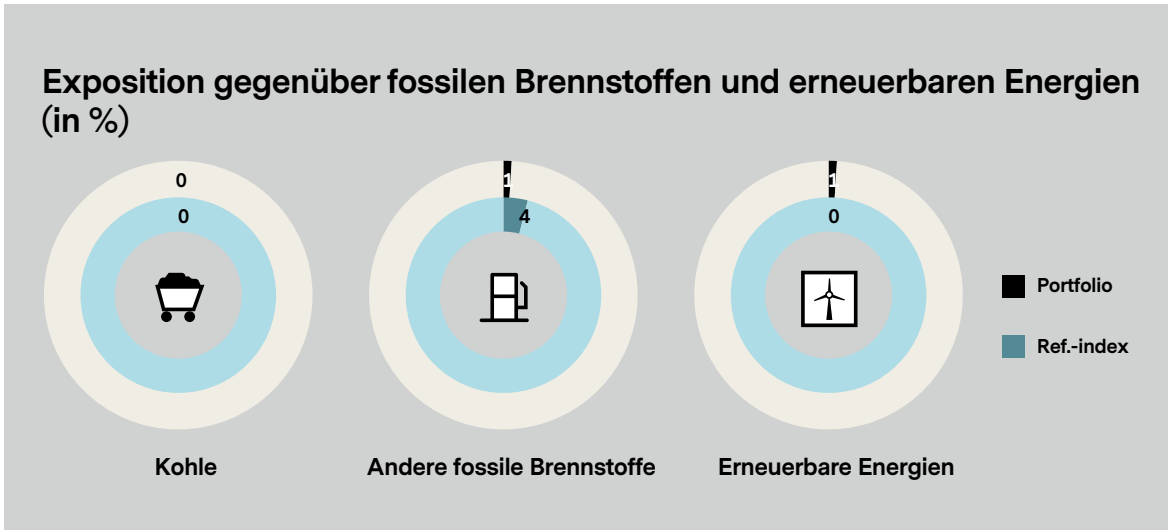 Exposition gegenüber fossilen Brennstoffen und erneuerbaren Energien
(in %)
0
0
1
4
1
0
Portfolio
Ref.-index
Kohle
Andere fossile Brennstoffe
Erneuerbare Energien